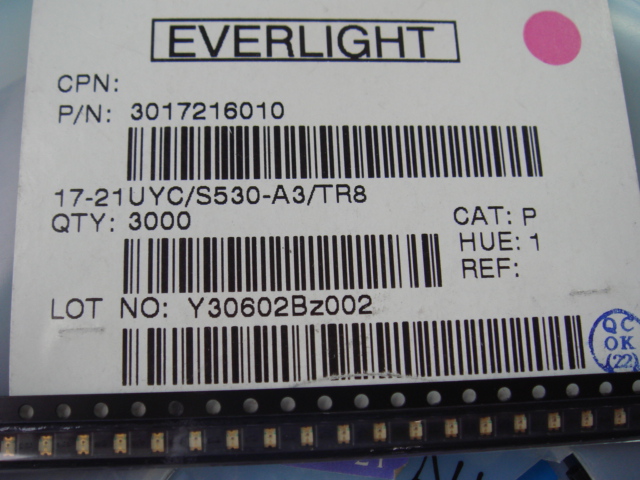 EVERLIGHT
CPN:
P/N: 3017216010
17-21UYC/S530-A3/TR8
QTY: 3000
CAT: P
HUE: 1
REF:
LOT NO: Y30602Bz002
QC
OK
(22)